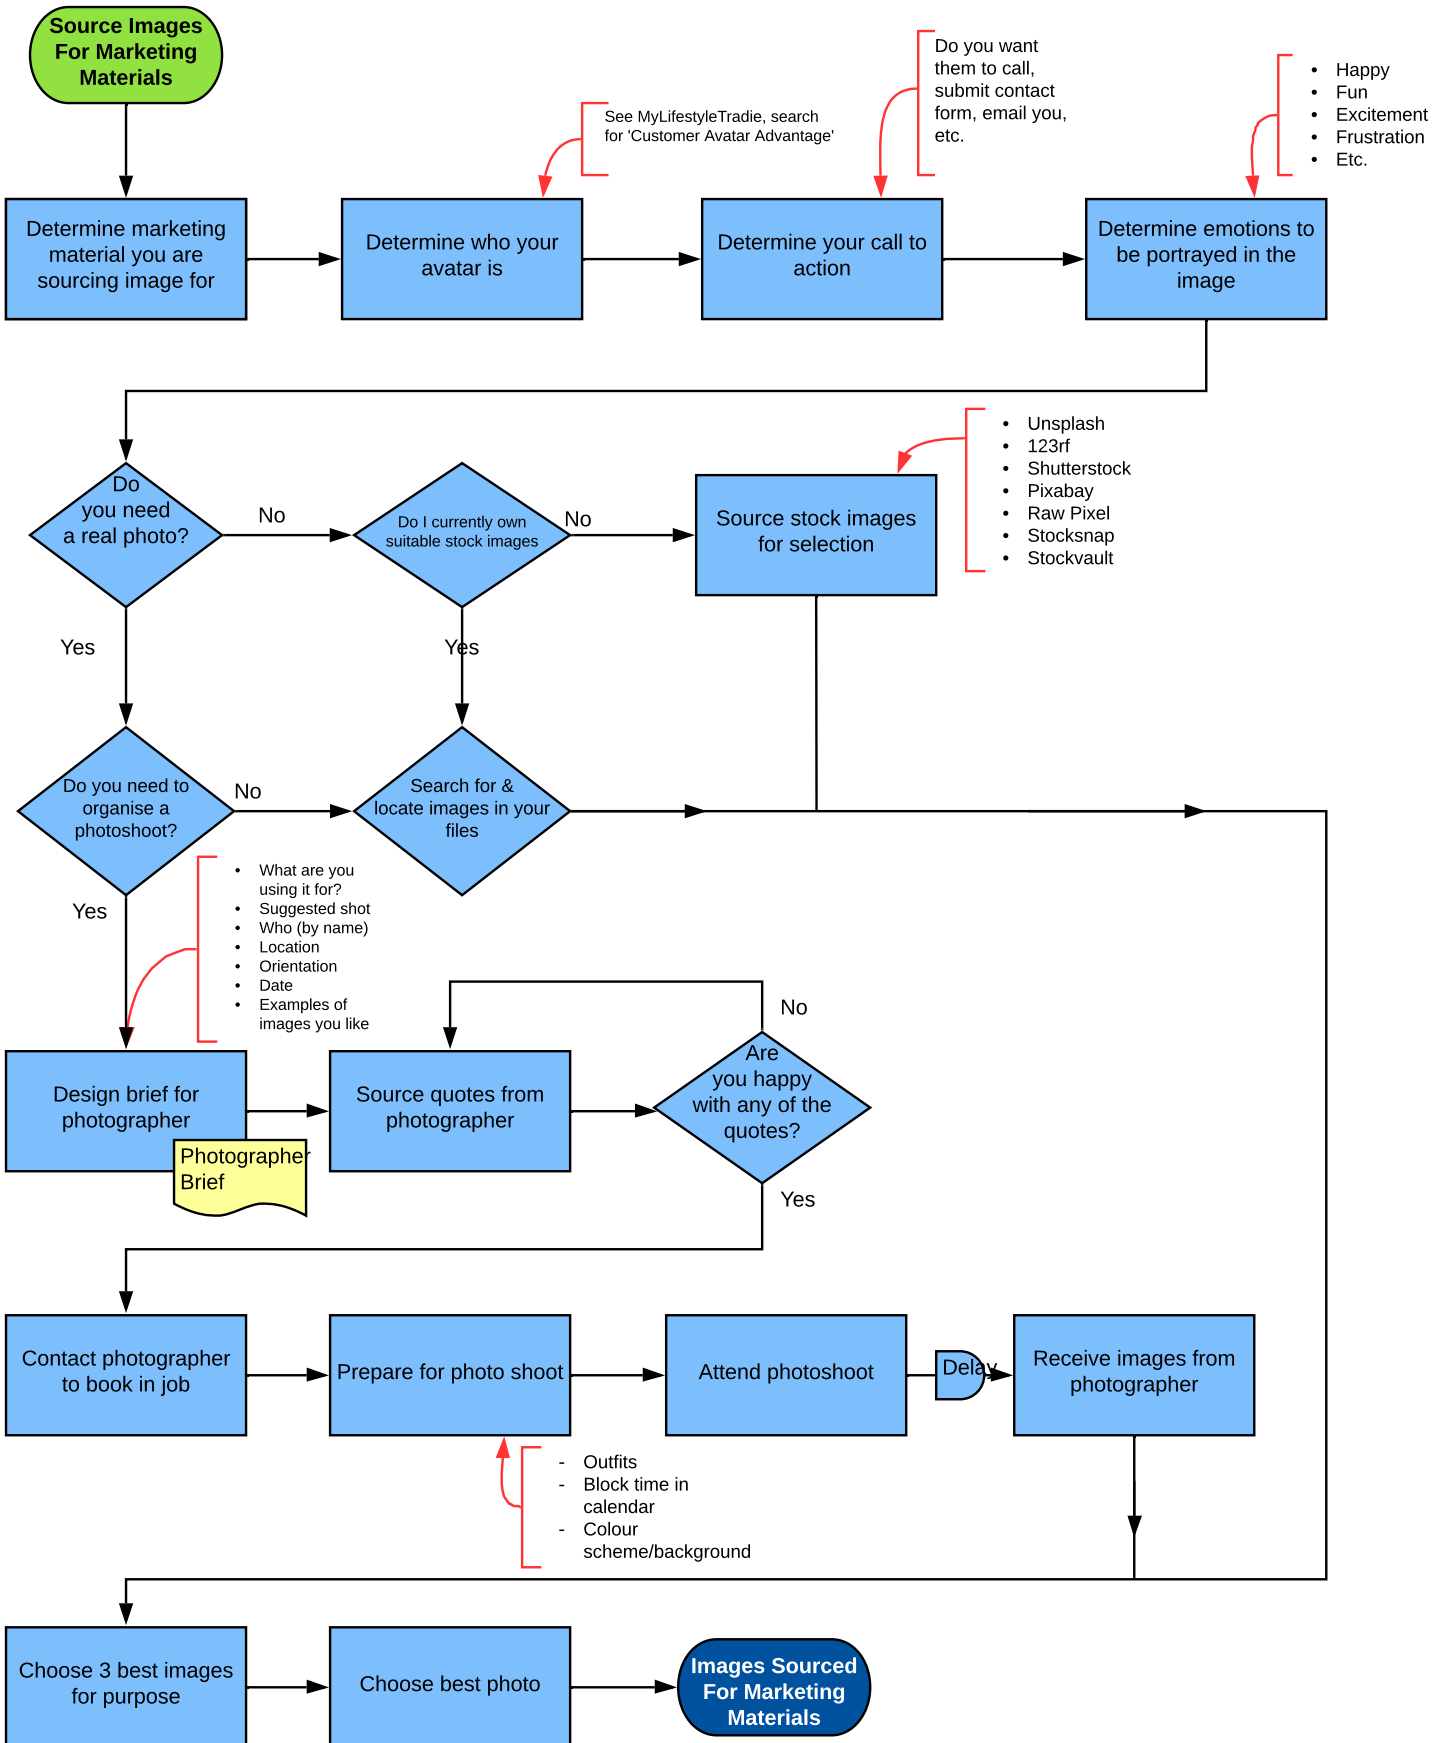 Source Images
For Marketing
Materials
See MyLifestyleTradie, search
for 'Customer Avatar Advantage'
Do you want
them to call,
submit contact
form, email you,
etc.
• Happy
• Fun
• Excitement
• Frustration
• Etc.
Determine marketing
material you are
sourcing image for
Determine who your
avatar is
Determine your call to
action
Determine emotions to
be portrayed in the
image
Do
you need
a real photo?
No
Do I currently own
suitable stock images
No
Source stock images
for selection
• Unsplash
• 123rf
• Shutterstock
• Pixabay
• Raw Pixel
• Stocksnap
• Stockvault
Yes
Yes
Do you need to
organise a
photoshoot?
No
Search for &
locate images in your
files
Yes
• What are you
using it for?
• Suggested shot
• Who (by name)
• Location
• Orientation
• Date
• Examples of
images you like
Design brief for
photographer
Photographer
Brief
Source quotes from
photographer
No
Are
you happy
with any of the
quotes?
Yes
Contact photographer
to book in job
Prepare for photo shoot
Attend photoshoot
Delay
Receive images from
photographer
- Outfits
- Block time in
calendar
- Colour
scheme/background
Choose 3 best images
for purpose
Choose best photo
Images Sourced
For Marketing
Materials